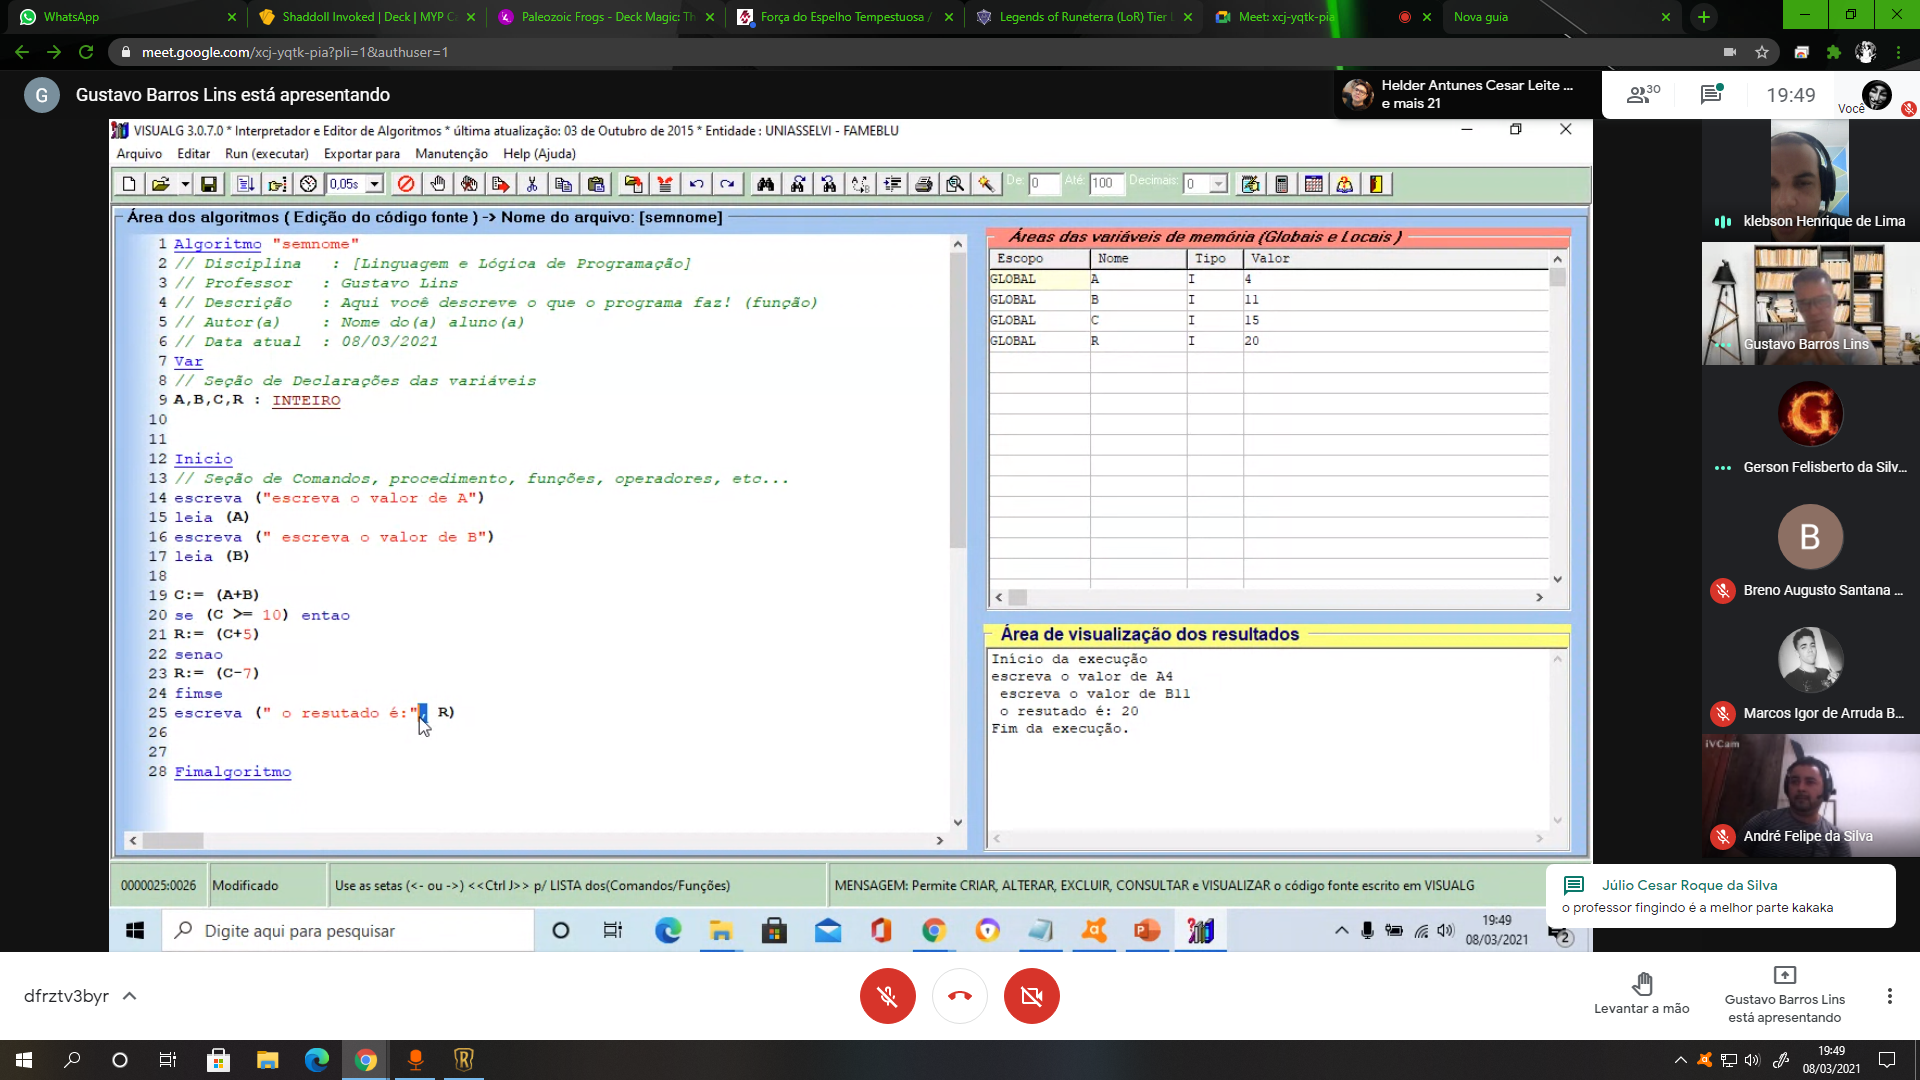 WhatsApp
Shaddoll Invoked | Deck | MYP Ca
Paleozoic Frogs - Deck Magic: Th
Força do Espelho Tempestuosa /
Legends of Runeterra (LoR) Tier L
Meet: xcj-yqtk-pia
Nova guia
meet.google.com/xcj-yqtk-pia?pli=1&authuser=1
G
Gustavo Barros Lins está apresentando
Helder Antunes Cesar Leite ...
e mais 21
30
19:49
Você
VISUALG 3.0.7.0 * Interpretador e Editor de Algoritmos * última atualização: 03 de Outubro de 2015 * Entidade : UNIASSELVI - FAMEBLU
Arquivo Editar Run (executar) Exportar para Manutenção Help (Ajuda)
0,05s
De: 0 Até: 100 Decimais: 0
Área dos algoritmos ( Edição do código fonte ) -> Nome do arquivo: [semnome]
1 Algoritmo "semnome"
2 // Disciplina : [Linguagem e Lógica de Programação]
3 // Professor : Gustavo Lins
4 // Descrição : Aqui você descreve o que o programa faz! (função)
5 // Autor(a) : Nome do(a) aluno(a)
6 // Data atual : 08/03/2021
7 Var
8 // Seção de Declarações das variáveis
9 A,B,C,R : INTEIRO
10
11
12 Inicio
13 // Seção de Comandos, procedimento, funções, operadores, etc...
14 escreva ("escreva o valor de A")
15 leia (A)
16 escreva (" escreva o valor de B")
17 leia (B)
18
19 C:= (A+B)
20 se (C >= 10) entao
21 R:= (C+5)
22 senao
23 R:= (C-7)
24 fimse
25 escreva (" o resutado é:", R)
26
27
28 Fimalgoritmo
Áreas das variáveis de memória (Globais e Locais )
Escopo Nome Tipo Valor
GLOBAL A I 4
GLOBAL B I 11
GLOBAL C I 15
GLOBAL R I 20
Área de visualização dos resultados
Início da execução
escreva o valor de A4
escreva o valor de B11
o resutado é: 20
Fim da execução.
0000025:0026
Modificado
Use as setas (<- ou ->) <<Ctrl J>> p/ LISTA dos(Comandos/Funções)
MENSAGEM: Permite CRIAR, ALTERAR, EXCLUIR, CONSULTAR e VISUALIZAR o código fonte escrito em VISUALG
Digite aqui para pesquisar
19:49
08/03/2021
2
klebson Henrique de Lima
Gustavo Barros Lins
G
Gerson Felisberto da Silv...
B
Breno Augusto Santana ...
Marcos Igor de Arruda B...
iVCam
André Felipe da Silva
Júlio Cesar Roque da Silva
o professor fingindo é a melhor parte kakaka
dfrztv3byr
Levantar a mão
Gustavo Barros Lins
está apresentando
19:49
08/03/2021